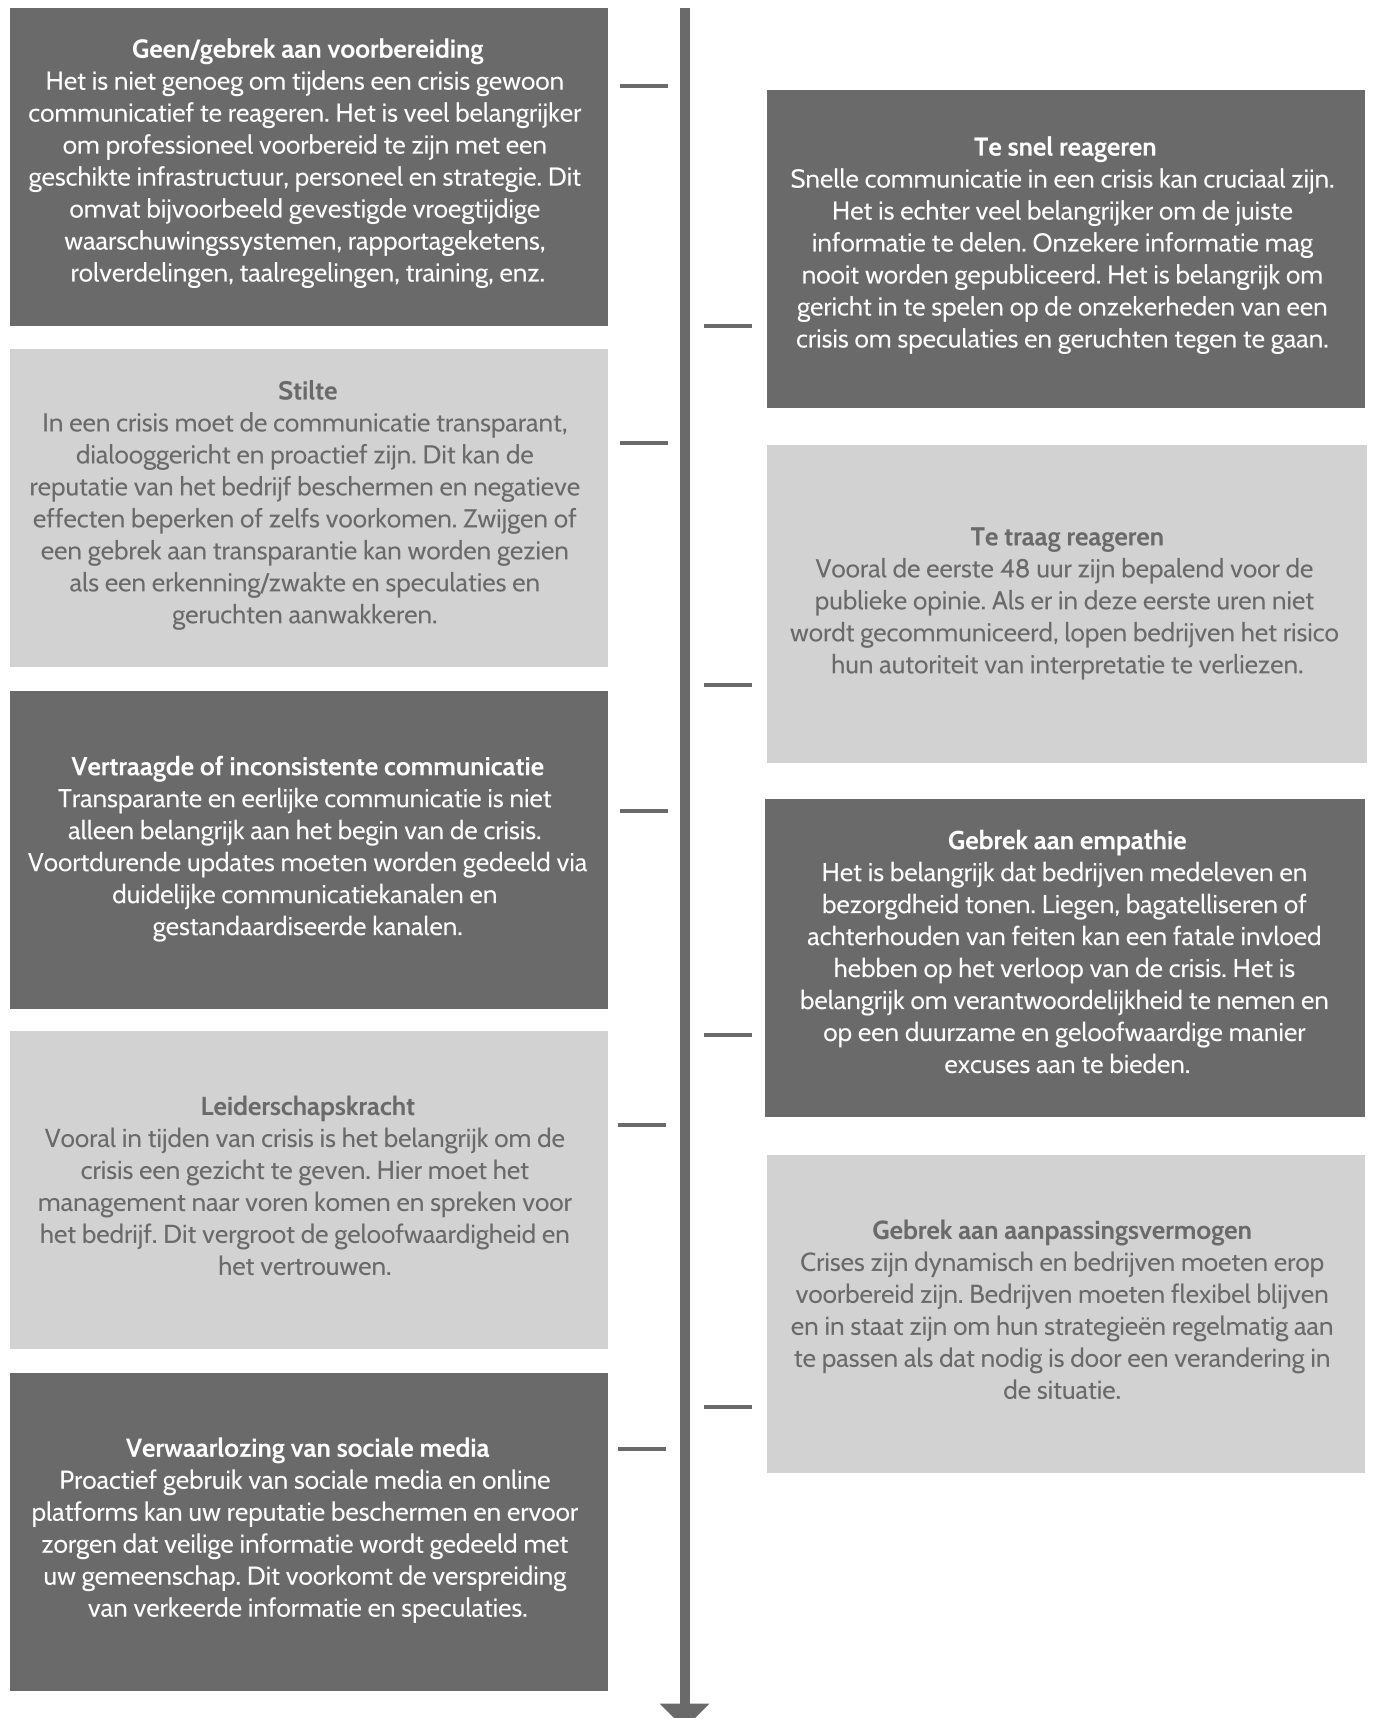 Geen/gebrek aan voorbereiding
Het is niet genoeg om tijdens een crisis gewoon
communicatief te reageren. Het is veel belangrijker
om professioneel voorbereid te zijn met een
geschikte infrastructuur, personeel en strategie. Dit
omvat bijvoorbeeld gevestigde vroegtijdige
waarschuwingssystemen, rapportageketens,
rolverdelingen, taalregelingen, training, enz.
Te snel reageren
Snelle communicatie in een crisis kan cruciaal zijn.
Het is echter veel belangrijker om de juiste
informatie te delen. Onzekere informatie mag
nooit worden gepubliceerd. Het is belangrijk om
gericht in te spelen op de onzekerheden van een
crisis om speculaties en geruchten tegen te gaan.
Stilte
In een crisis moet de communicatie transparant,
dialooggericht en proactief zijn. Dit kan de
reputatie van het bedrijf beschermen en negatieve
effecten beperken of zelfs voorkomen. Zwijgen of
een gebrek aan transparantie kan worden gezien
als een erkenning/zwakte en speculaties en
geruchten aanwakkeren.
Te traag reageren
Vooral de eerste 48 uur zijn bepalend voor de
publieke opinie. Als er in deze eerste uren niet
wordt gecommuniceerd, lopen bedrijven het risico
hun autoriteit van interpretatie te verliezen.
Vertraagde of inconsistente communicatie
Transparante en eerlijke communicatie is niet
alleen belangrijk aan het begin van de crisis.
Voortdurende updates moeten worden gedeeld via
duidelijke communicatiekanalen en
gestandaardiseerde kanalen.
Gebrek aan empathie
Het is belangrijk dat bedrijven medeleven en
bezorgdheid tonen. Liegen, bagatelliseren of
achterhouden van feiten kan een fatale invloed
hebben op het verloop van de crisis. Het is
belangrijk om verantwoordelijkheid te nemen en
op een duurzame en geloofwaardige manier
excuses aan te bieden.
Leiderschapskracht
Vooral in tijden van crisis is het belangrijk om de
crisis een gezicht te geven. Hier moet het
management naar voren komen en spreken voor
het bedrijf. Dit vergroot de geloofwaardigheid en
het vertrouwen.
Gebrek aan aanpassingsvermogen
Crises zijn dynamisch en bedrijven moeten erop
voorbereid zijn. Bedrijven moeten flexibel blijven
en in staat zijn om hun strategieën regelmatig aan
te passen als dat nodig is door een verandering in
de situatie.
Verwaarlozing van sociale media
Proactief gebruik van sociale media en online
platforms kan uw reputatie beschermen en ervoor
zorgen dat veilige informatie wordt gedeeld met
uw gemeenschap. Dit voorkomt de verspreiding
van verkeerde informatie en speculaties.